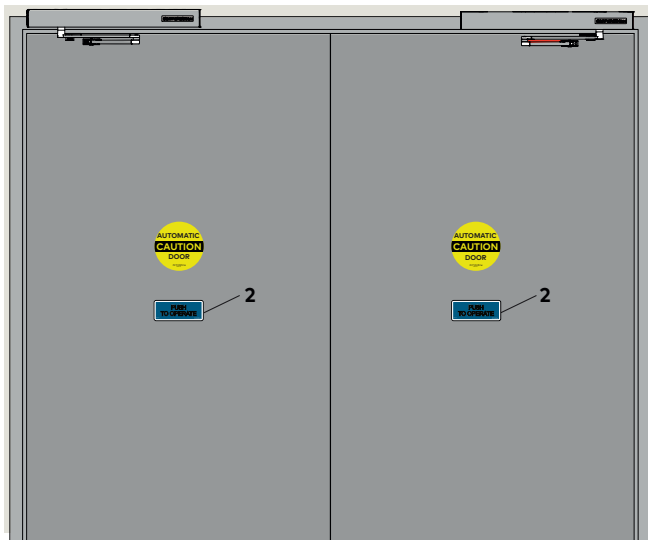 AUTOMATIC
CAUTION
DOOR
PUSH
TO OPERATE
2
AUTOMATIC
CAUTION
DOOR
PUSH
TO OPERATE
2